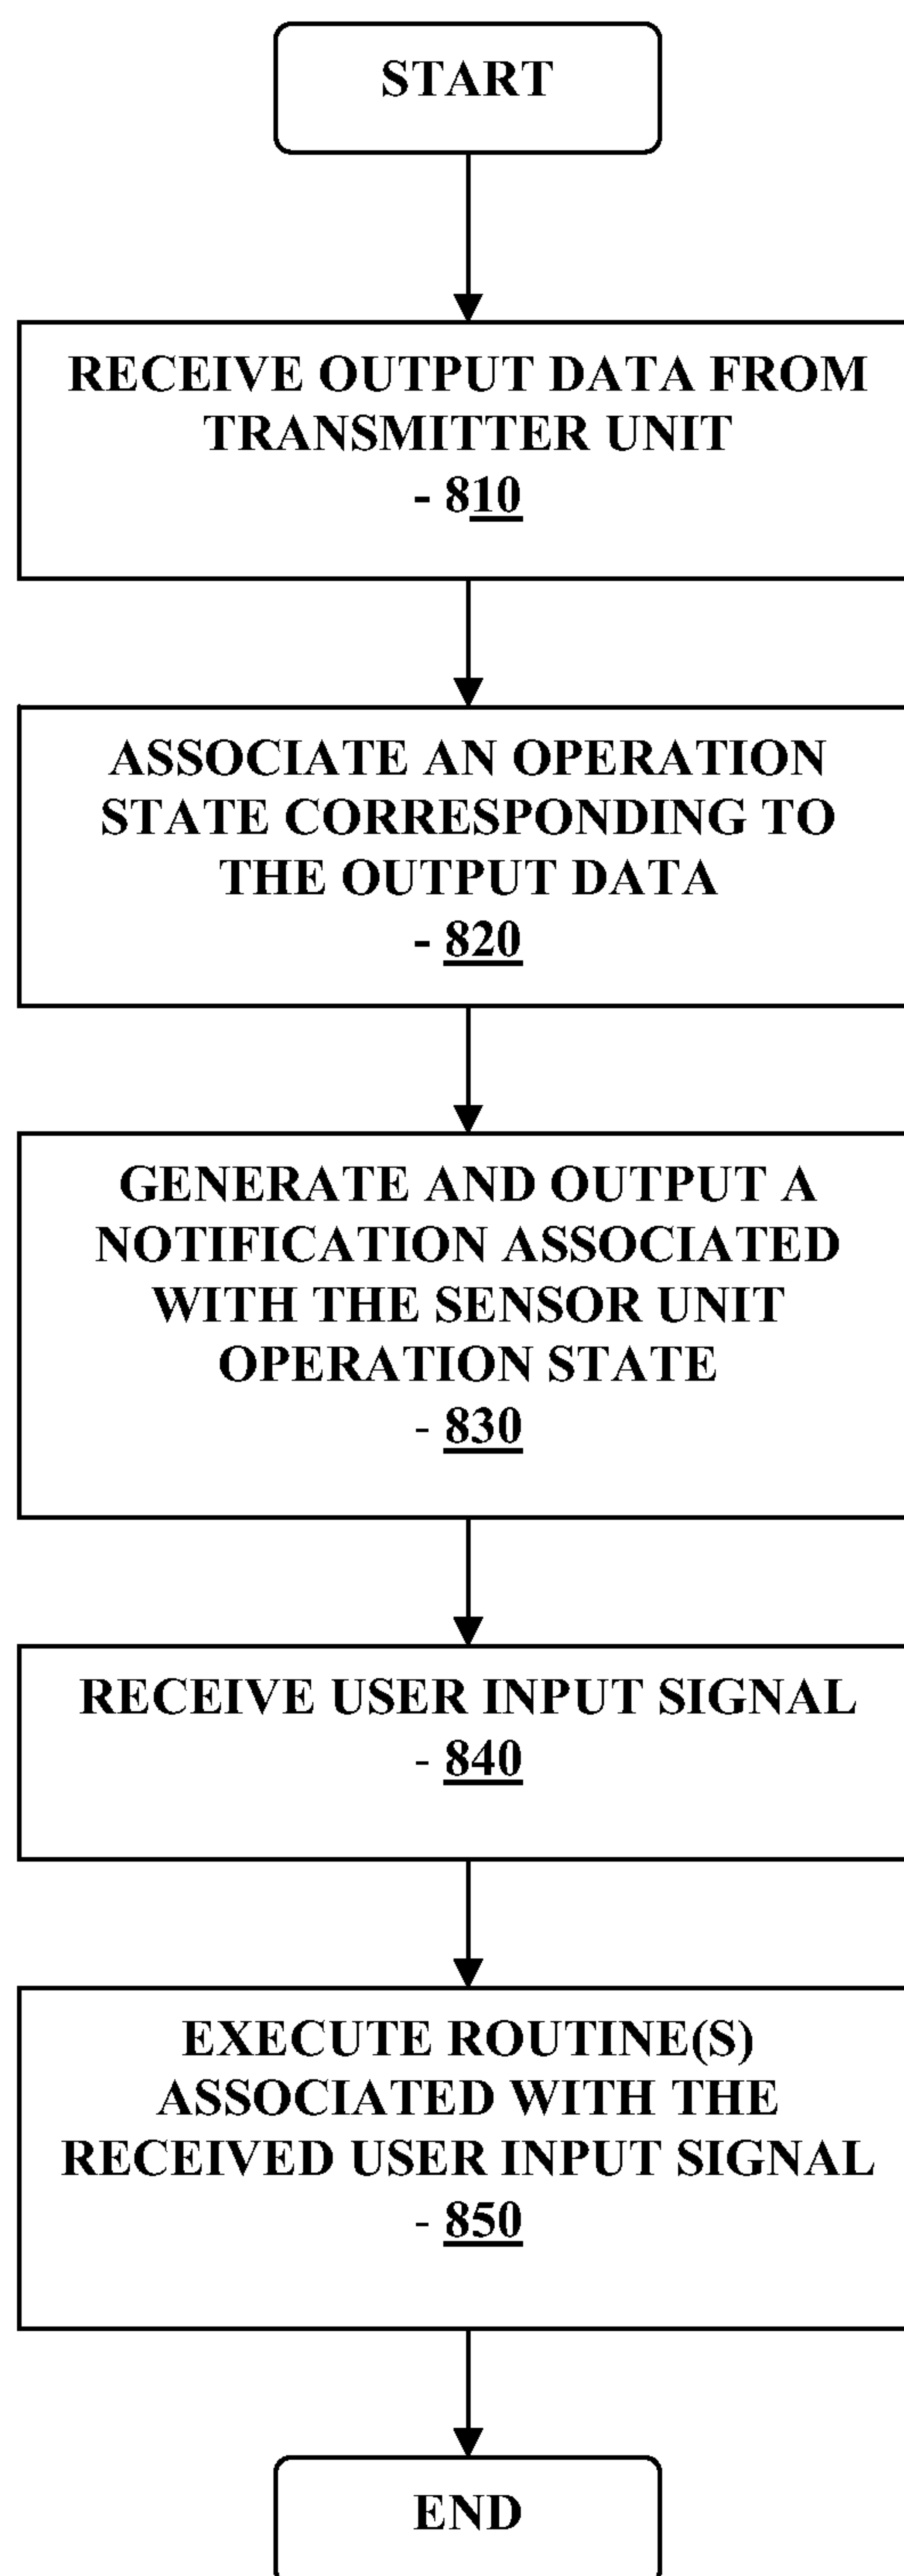 START
RECEIVE OUTPUT DATA FROM
TRANSMITTER UNIT
- 810
ASSOCIATE AN OPERATION
STATE CORRESPONDING TO
THE OUTPUT DATA
- 820
GENERATE AND OUTPUT A
NOTIFICATION ASSOCIATED
WITH THE SENSOR UNIT
OPERATION STATE
- 830
RECEIVE USER INPUT SIGNAL
- 840
EXECUTE ROUTINE(S)
ASSOCIATED WITH THE
RECEIVED USER INPUT SIGNAL
- 850
END